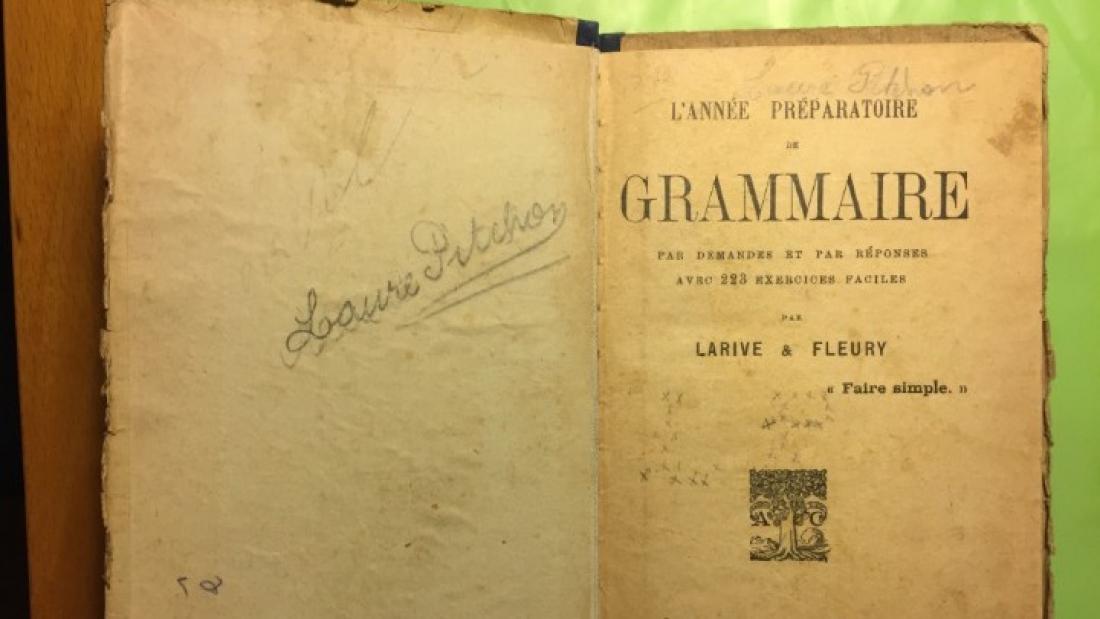 Laure Pitchon
Laure Pitchon
L'ANNÉE PRÉPARATOIRE
DE
GRAMMAIRE
PAR DEMANDES ET PAR RÉPONSES
AVEC 223 EXERCICES FACILES
PAR
LARIVE & FLEURY
« Faire simple. »
A C